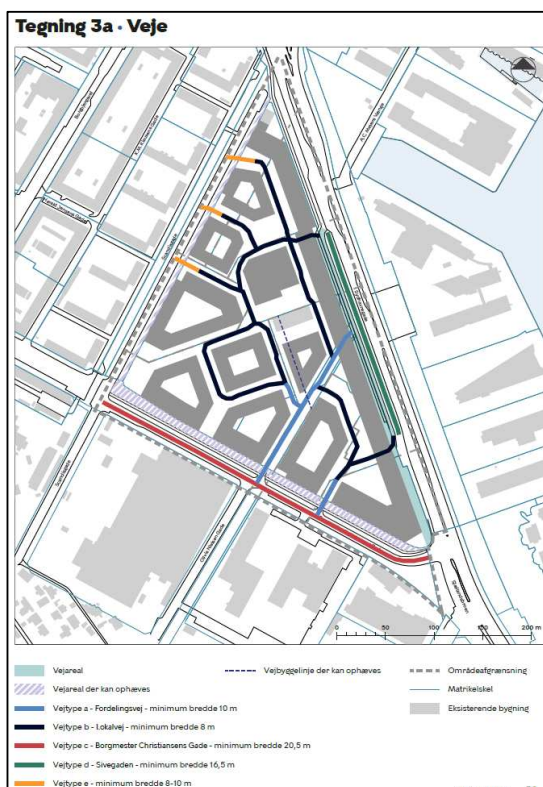 Tegning 3a • Veje
Scandiagade
0 50 100 150 200 m
Vejareal
Vejareal der kan ophæves
Vejtype a - Fordelingsvej - minimum bredde 10 m
Vejtype b - Lokalvej - minimum bredde 8 m
Vejtype c - Borgmester Christiansens Gade - minimum bredde 20,5 m
Vejtype d - Sivegaden - minimum bredde 16,5 m
Vejtype e - minimum bredde 8-10 m
Vejbyggelinje der kan ophæves
Områdeafgrænsning
Matrikelskel
Eksisterende bygning